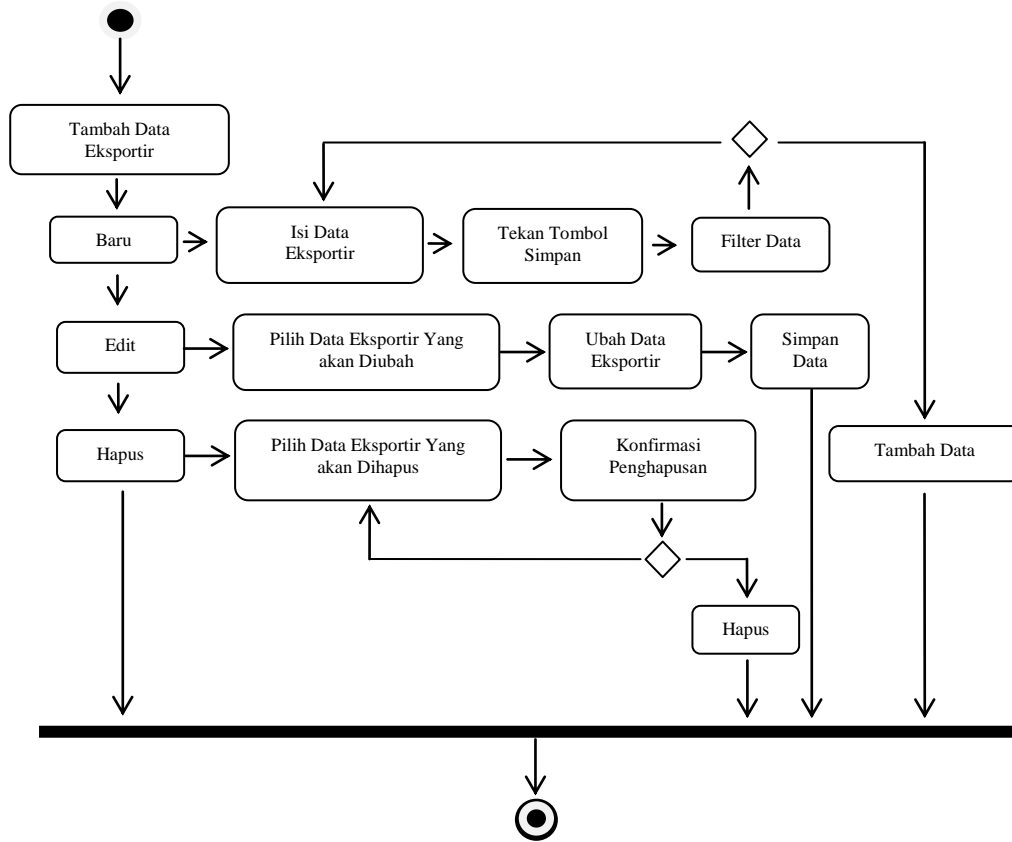 Tambah Data
Eksportir
Baru
Isi Data
Eksportir
Tekan Tombol
Simpan
Filter Data
Edit
Pilih Data Eksportir Yang
akan Diubah
Ubah Data
Eksportir
Simpan
Data
Hapus
Pilih Data Eksportir Yang
akan Dihapus
Konfirmasi
Penghapusan
Tambah Data
Hapus